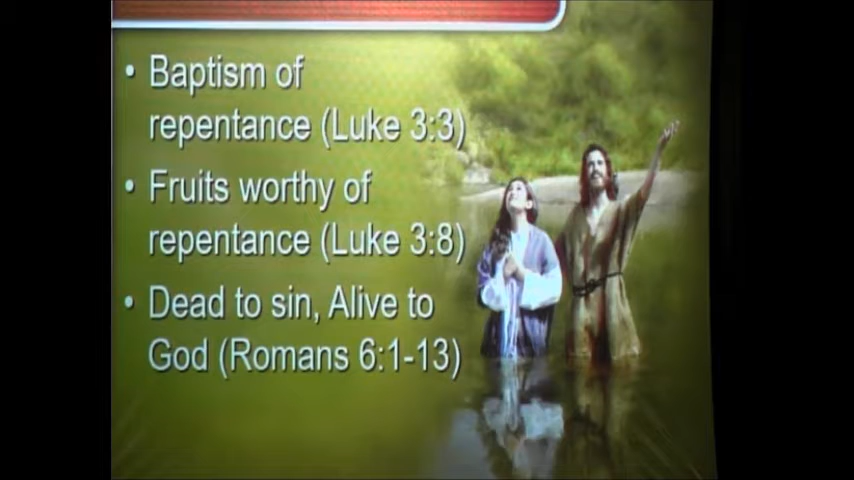 • Baptism of
repentance (Luke 3:3)
• Fruits worthy of
repentance (Luke 3:8)
• Dead to sin, Alive to
God (Romans 6:1-13)